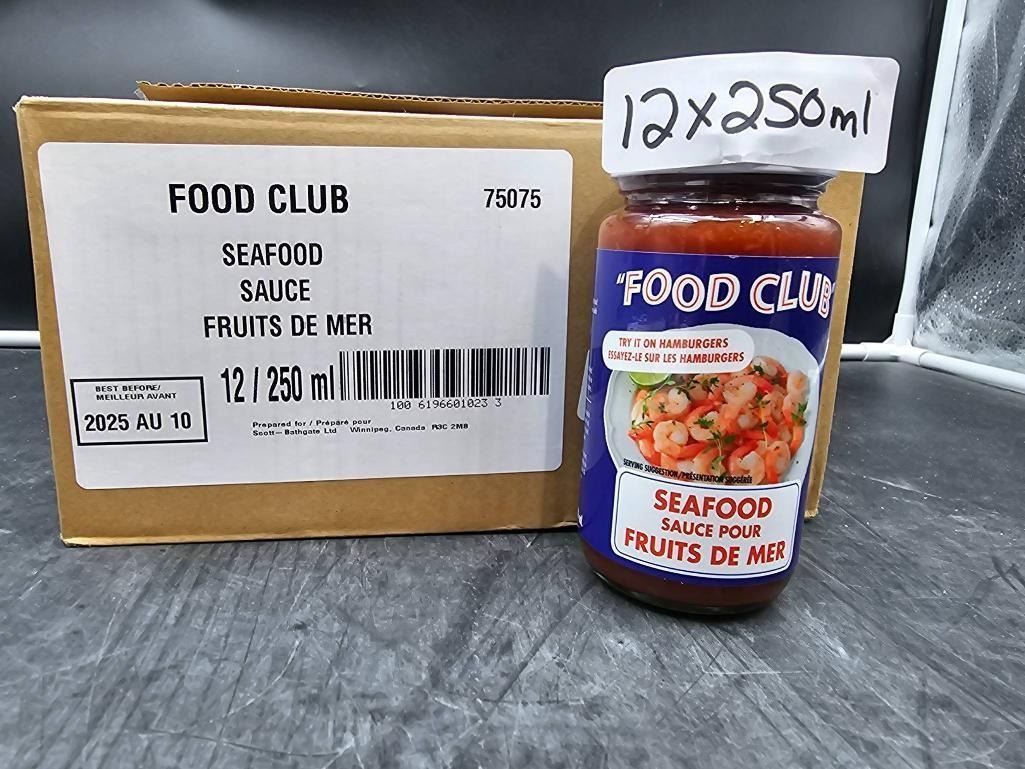 FOOD CLUB
75075
SEAFOOD
SAUCE
FRUITS DE MER
BEST BEFORE/
MEILLEUR AVANT
2025 AU 10
12 / 250 ml
100 6196601023 3
Prepared for / Préparé pour
Scott-Bathgate Ltd Winnipeg, Canada R3C 2M8
12x250ml
"FOOD CLUB"
TRY IT ON HAMBURGERS
ESSAYEZ-LE SUR LES HAMBURGERS
SERVING SUGGESTION/PRÉSENTATION SUGGÉRÉE
SEAFOOD
SAUCE POUR
FRUITS DE MER